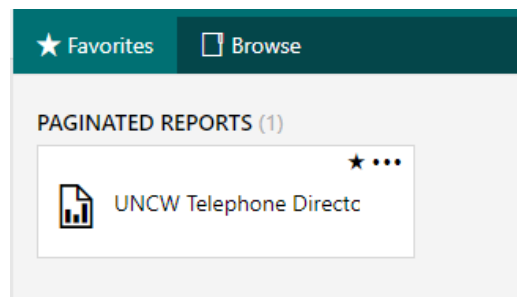 Favorites Browse
PAGINATED REPORTS (1)
UNCW Telephone Directc